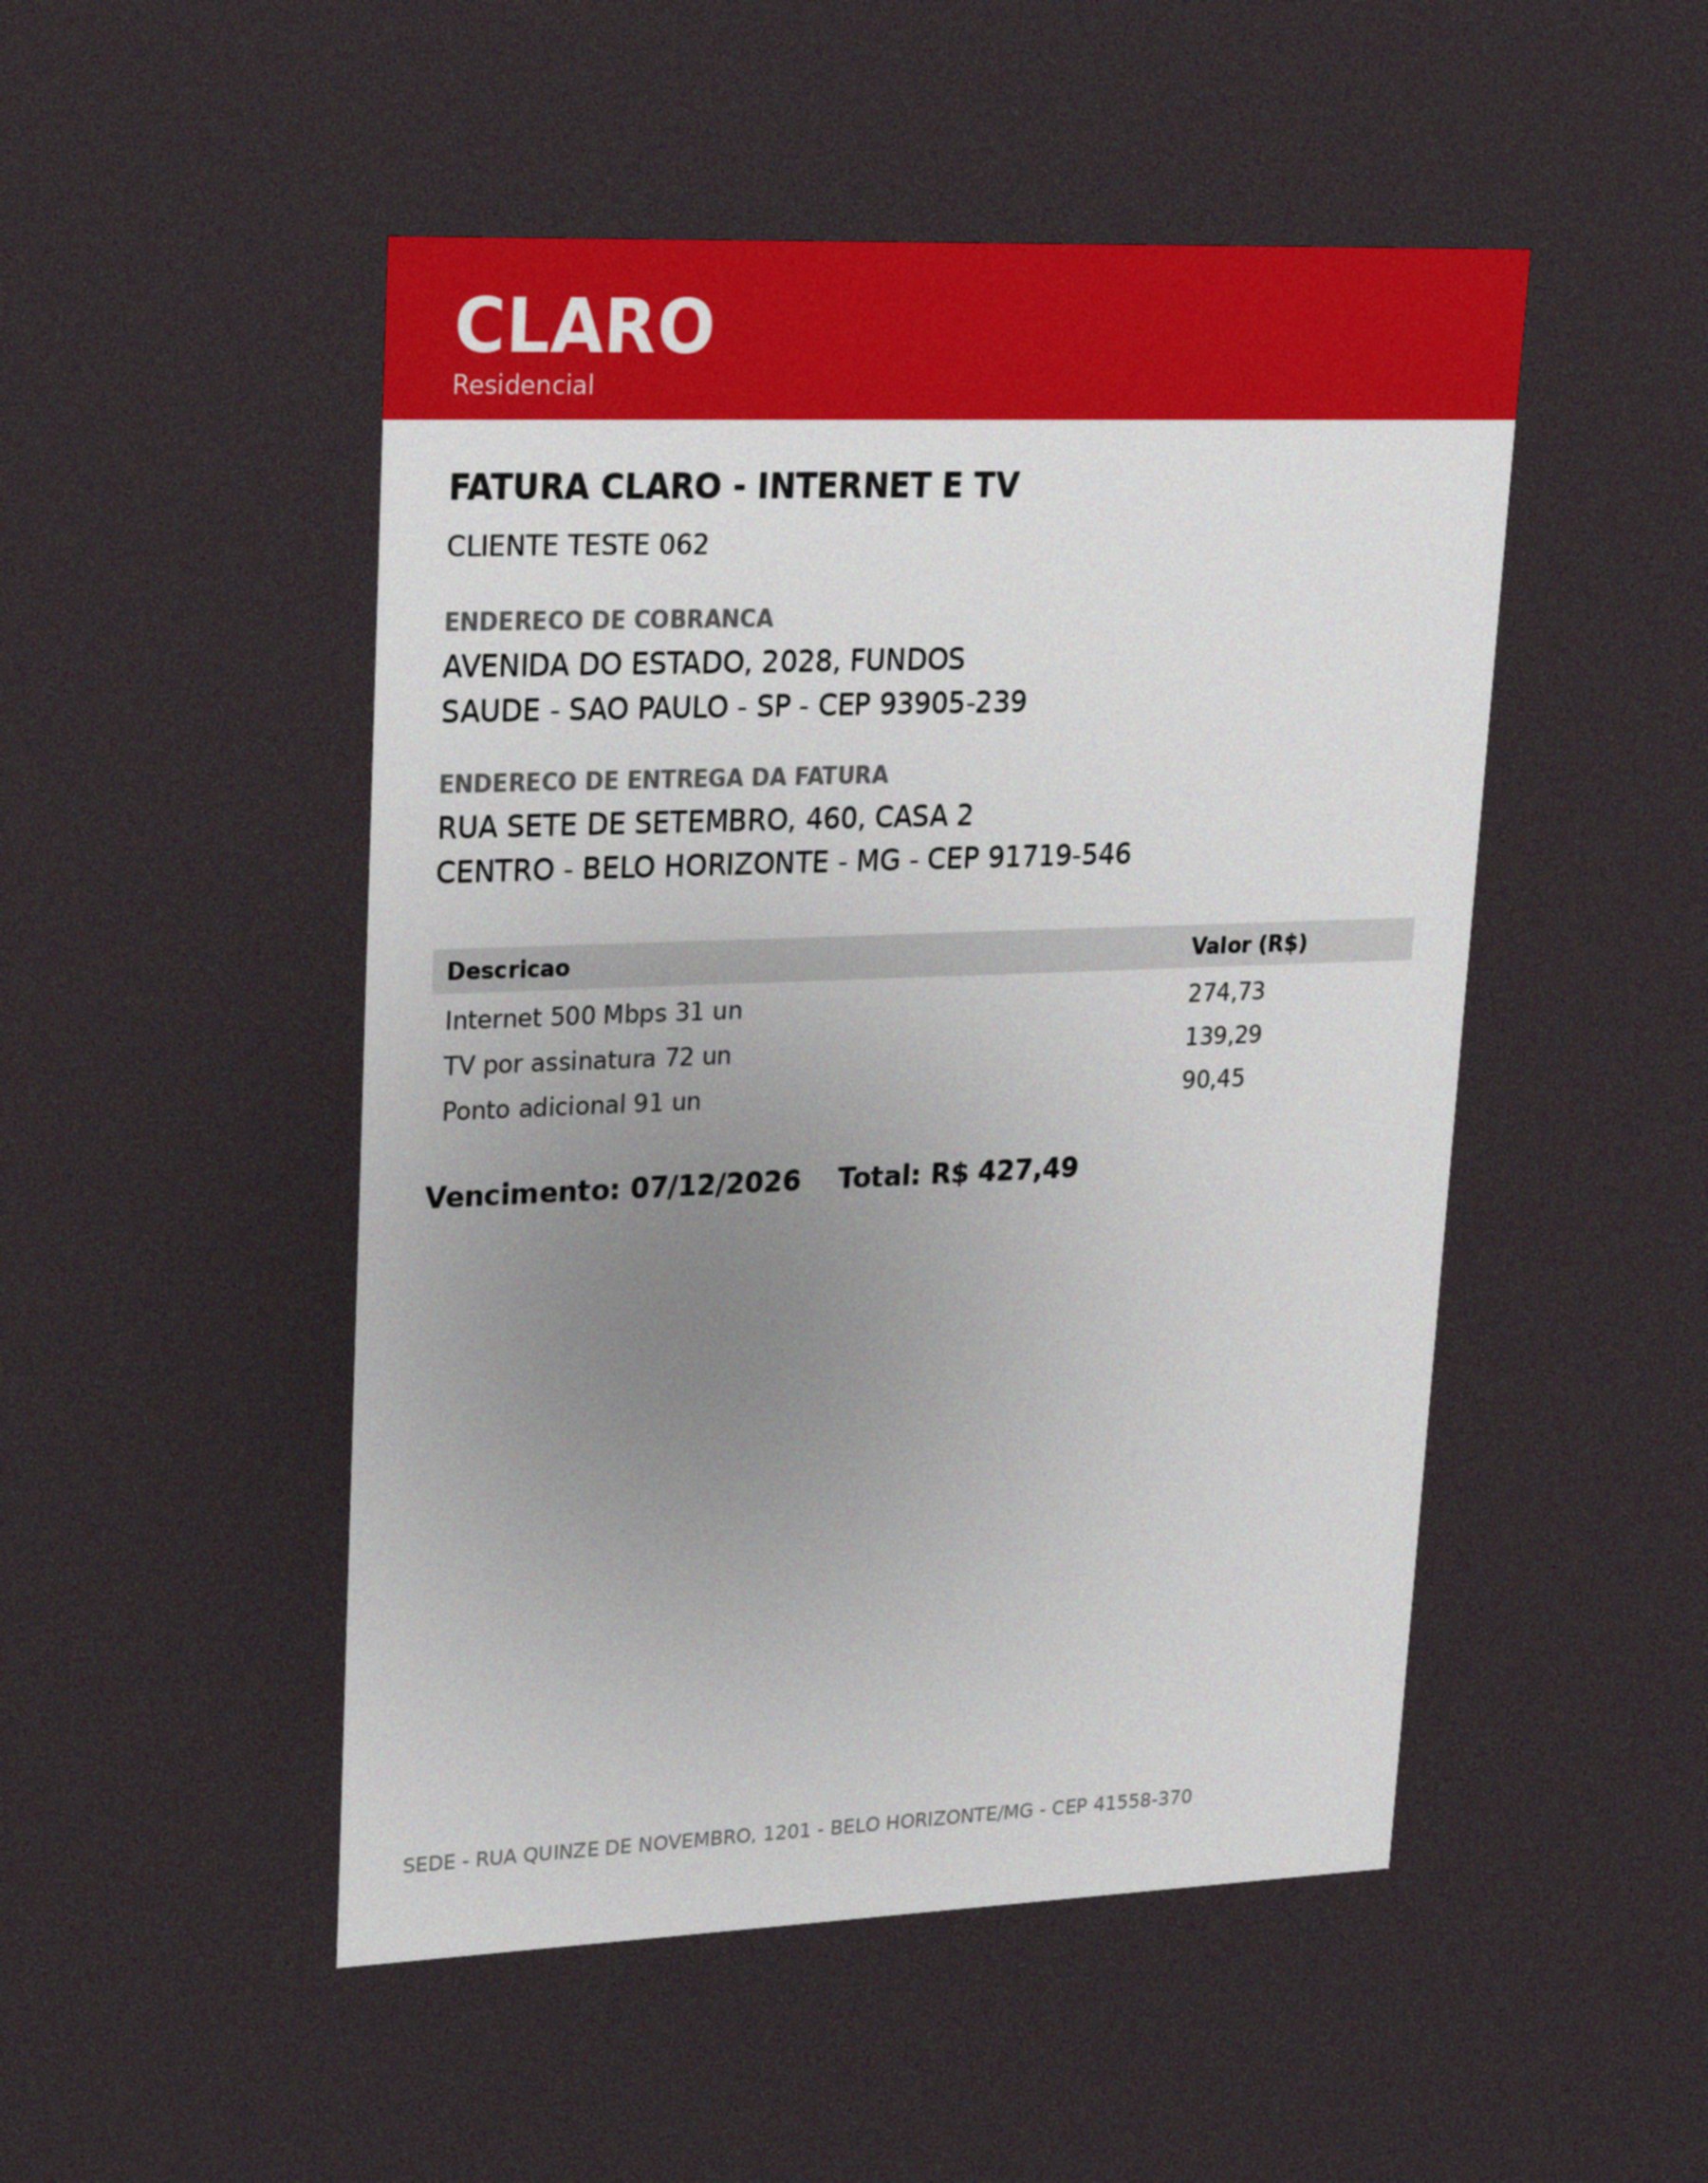 CLARO
Residencial
FATURA CLARO - INTERNET E TV
CLIENTE TESTE 062
ENDERECO DE COBRANCA
AVENIDA DO ESTADO, 2028, FUNDOS
SAUDE - SAO PAULO - SP - CEP 93905-239
ENDERECO DE ENTREGA DA FATURA
RUA SETE DE SETEMBRO, 460, CASA 2
CENTRO - BELO HORIZONTE - MG - CEP 91719-546
Descricao Valor (R$)
Internet 500 Mbps 31 un 274,73
TV por assinatura 72 un 139,29
Ponto adicional 91 un 90,45
Vencimento: 07/12/2026 Total: R$ 427,49
SEDE - RUA QUINZE DE NOVEMBRO, 1201 - BELO HORIZONTE/MG - CEP 41558-370